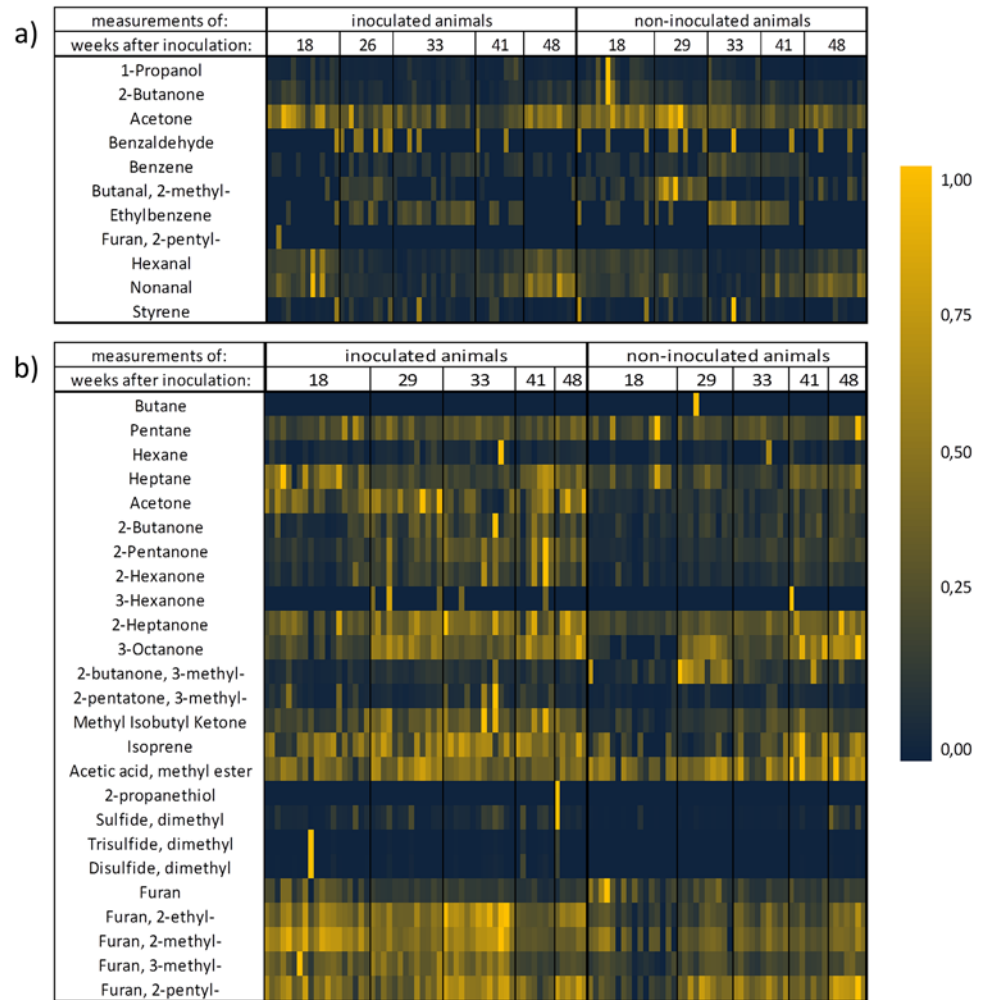 a)
measurements of: inoculated animals non-inoculated animals
weeks after inoculation: 18 26 33 41 48 18 29 33 41 48
1-Propanol
2-Butanone
Acetone
Benzaldehyde
Benzene
Butanal, 2-methyl-
Ethylbenzene
Furan, 2-pentyl-
Hexanal
Nonanal
Styrene
b)
measurements of: inoculated animals non-inoculated animals
weeks after inoculation: 18 29 33 41 48 18 29 33 41 48
Butane
Pentane
Hexane
Heptane
Acetone
2-Butanone
2-Pentanone
2-Hexanone
3-Hexanone
2-Heptanone
3-Octanone
2-butanone, 3-methyl-
2-pentatone, 3-methyl-
Methyl Isobutyl Ketone
Isoprene
Acetic acid, methyl ester
2-propanethiol
Sulfide, dimethyl
Trisulfide, dimethyl
Disulfide, dimethyl
Furan
Furan, 2-ethyl-
Furan, 2-methyl-
Furan, 3-methyl-
Furan, 2-pentyl-
1,00
0,75
0,50
0,25
0,00